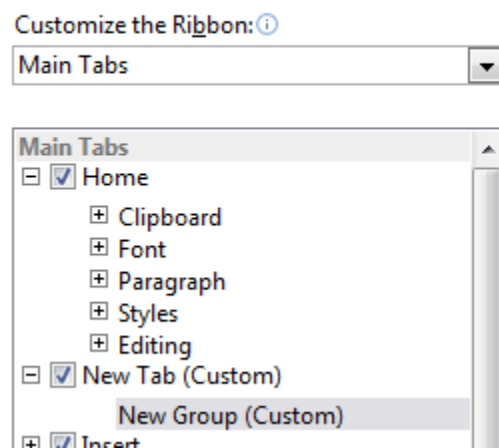 Customize the Ribbon:
Main Tabs
Main Tabs
Home
Clipboard
Font
Paragraph
Styles
Editing
New Tab (Custom)
New Group (Custom)
Insert